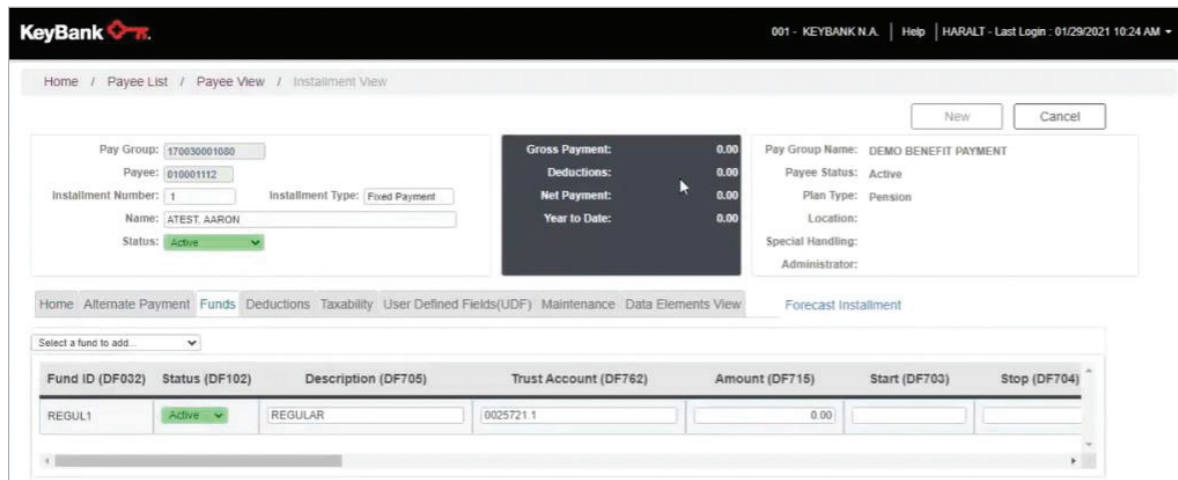 KeyBank
001 - KEYBANK N.A. | Help | HARALT - Last Login : 01/29/2021 10:24 AM
Home / Payee List / Payee View / Installment View
New Cancel
Pay Group: 170030001080
Payee: 010001112
Installment Number: 1 Installment Type: Fixed Payment
Name: ATEST, AARON
Status: Active
Gross Payment: 0.00
Deductions: 0.00
Net Payment: 0.00
Year to Date: 0.00
Pay Group Name: DEMO BENEFIT PAYMENT
Payee Status: Active
Plan Type: Pension
Location:
Special Handling:
Administrator:
Home Alternate Payment Funds Deductions Taxability User Defined Fields(UDF) Maintenance Data Elements View Forecast Installment
Select a fund to add...
Fund ID (DF032) Status (DF102) Description (DF705) Trust Account (DF762) Amount (DF715) Start (DF703) Stop (DF704)
REGUL1 Active REGULAR 0025721.1 0.00